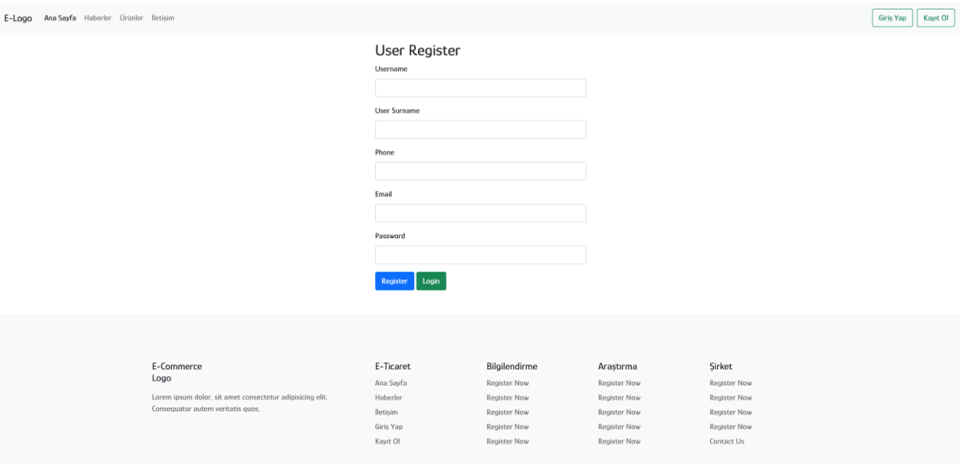 E-Logo Ana Sayfa Haberler Ürünler İletişim Giriş Yap Kayıt Ol
User Register
Username
User Surname
Phone
Email
Password
Register Login
E-Commerce
Logo
Lorem ipsum dolor, sit amet consectetur adipisicing elit.
Consequatur autem veritatis quos.
E-Ticaret
Ana Sayfa
Haberler
İletişim
Giriş Yap
Kayıt Ol
Bilgilendirme
Register Now
Register Now
Register Now
Register Now
Register Now
Araştırma
Register Now
Register Now
Register Now
Register Now
Register Now
Şirket
Register Now
Register Now
Register Now
Register Now
Contact Us